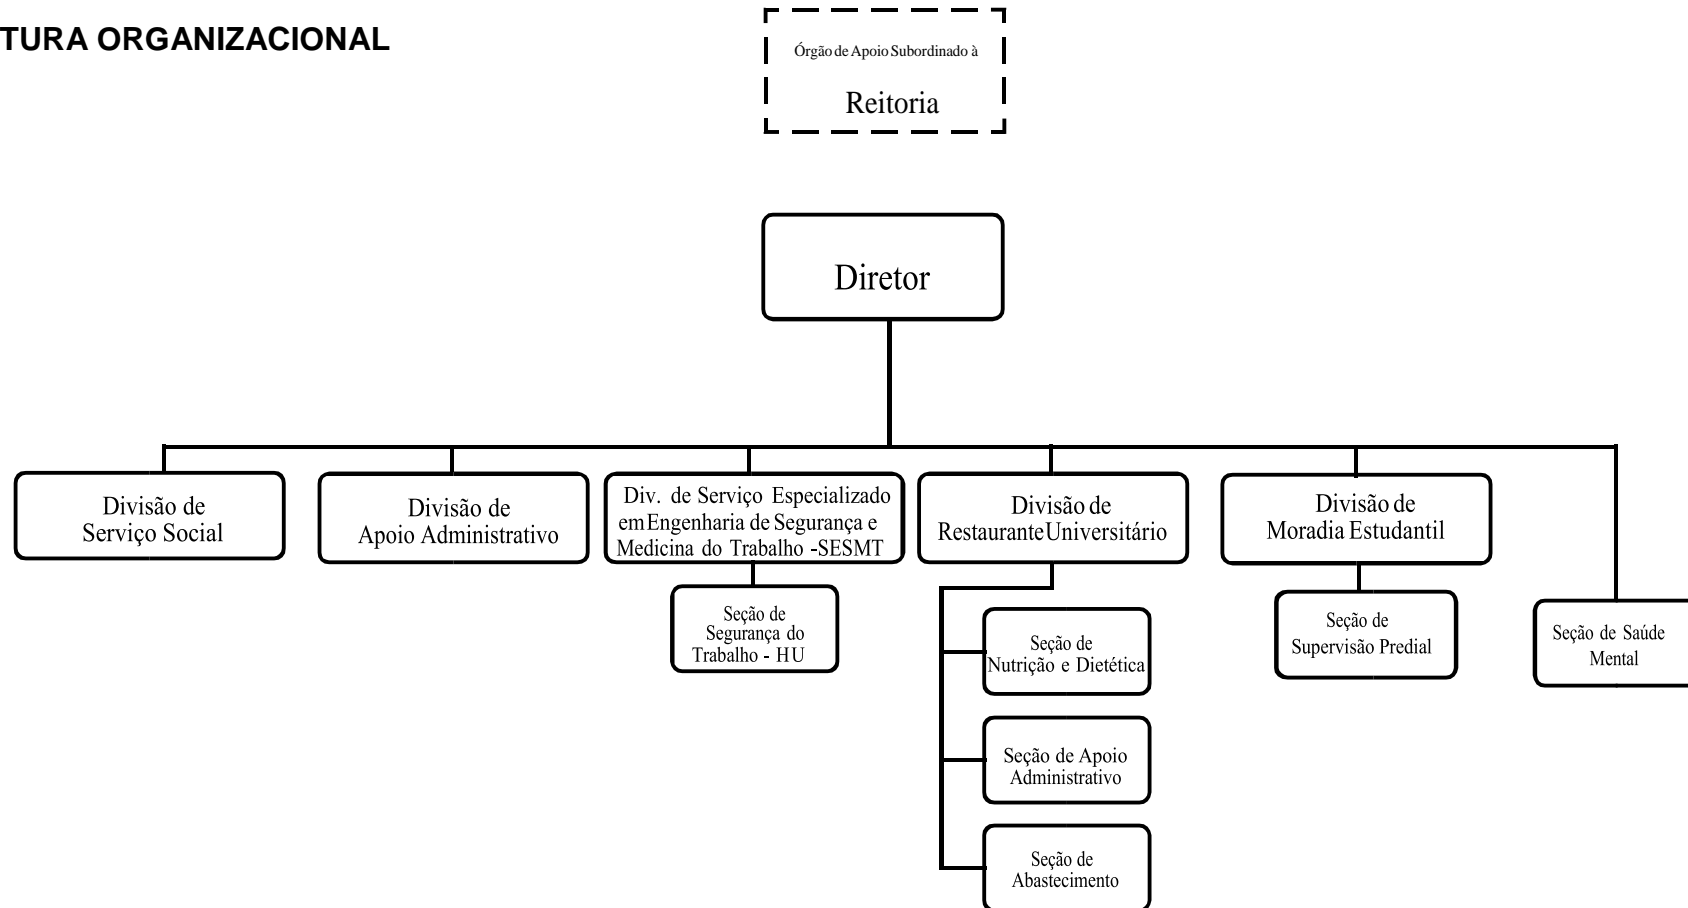 TURA ORGANIZACIONAL
Órgão de Apoio Subordinado à
Reitoria
Diretor
Divisão de
Serviço Social
Divisão de
Apoio Administrativo
Div. de Serviço Especializado
em Engenharia de Segurança e
Medicina do Trabalho -SESMT
Divisão de
Restaurante Universitário
Divisão de
Moradia Estudantil
Seção de
Segurança do
Trabalho - HU
Seção de
Nutrição e Dietética
Seção de Apoio
Administrativo
Seção de
Abastecimento
Seção de
Supervisão Predial
Seção de Saúde
Mental